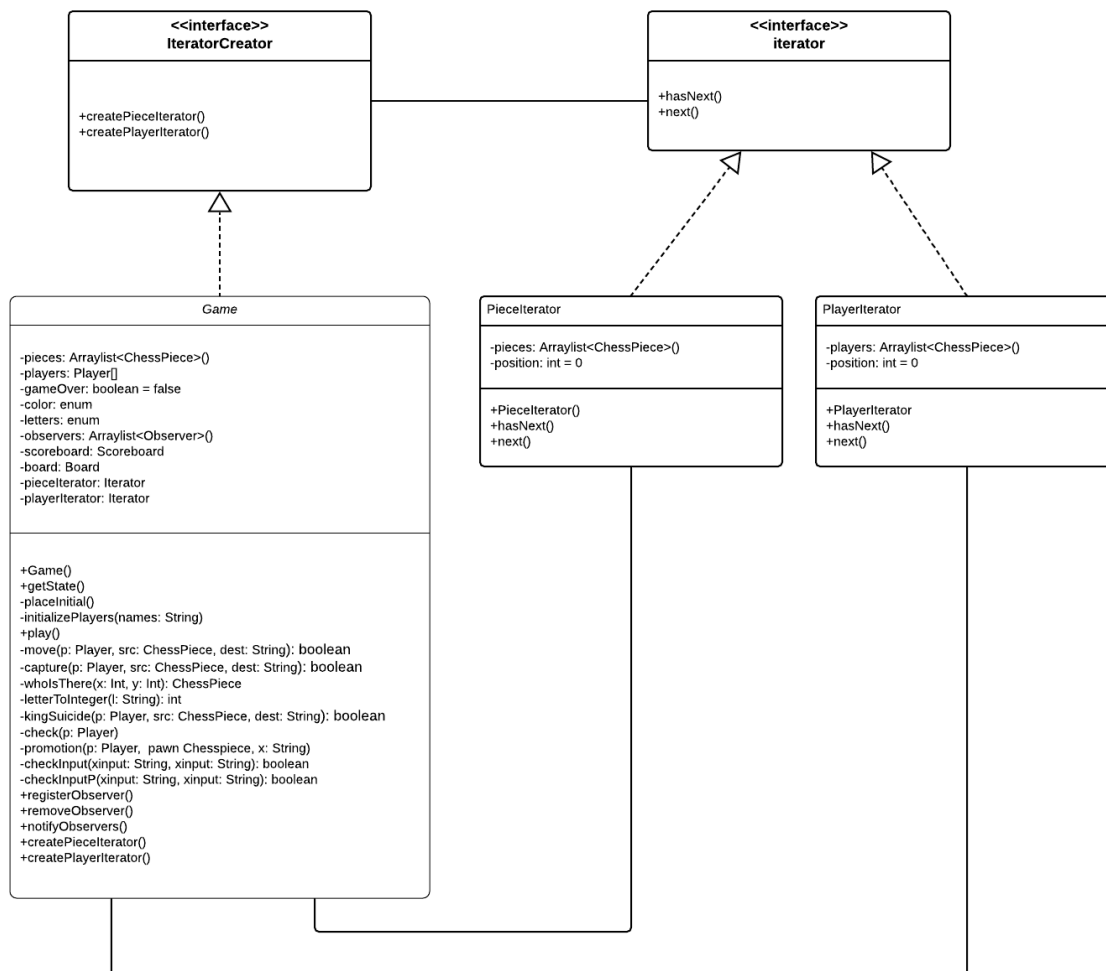 <<interface>>
IteratorCreator
+createPieceIterator()
+createPlayerIterator()
<<interface>>
iterator
+hasNext()
+next()
Game
-pieces: Arraylist<ChessPiece>()
-players: Player[]
-gameOver: boolean = false
-color: enum
-letters: enum
-observers: Arraylist<Observer>()
-scoreboard: Scoreboard
-board: Board
-pieceIterator: Iterator
-playerIterator: Iterator
+Game()
+getState()
-placeInitial()
-initializePlayers(names: String)
+play()
-move(p: Player, src: ChessPiece, dest: String): boolean
-capture(p: Player, src: ChessPiece, dest: String): boolean
-whoIsThere(x: Int, y: Int): ChessPiece
-letterToInteger(l: String): int
-kingSuicide(p: Player, src: ChessPiece, dest: String): boolean
-check(p: Player)
-promotion(p: Player, pawn Chesspiece, x: String)
-checkInput(xinput: String, xinput: String): boolean
-checkInputP(xinput: String, xinput: String): boolean
+registerObserver()
+removeObserver()
+notifyObservers()
+createPieceIterator()
+createPlayerIterator()
PieceIterator
-pieces: Arraylist<ChessPiece>()
-position: int = 0
+PieceIterator()
+hasNext()
+next()
PlayerIterator
-players: Arraylist<ChessPiece>()
-position: int = 0
+PlayerIterator
+hasNext()
+next()